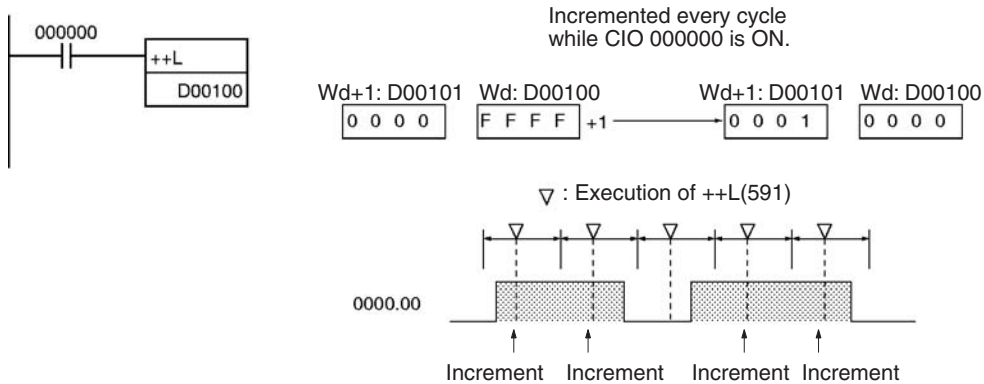 Incremented every cycle
while CIO 000000 is ON.
000000
++L
D00100
Wd+1: D00101 Wd: D00100 Wd+1: D00101 Wd: D00100
0 0 0 0 F F F F +1 0 0 0 1 0 0 0 0
: Execution of ++L(591)
0000.00
Increment Increment Increment Increment